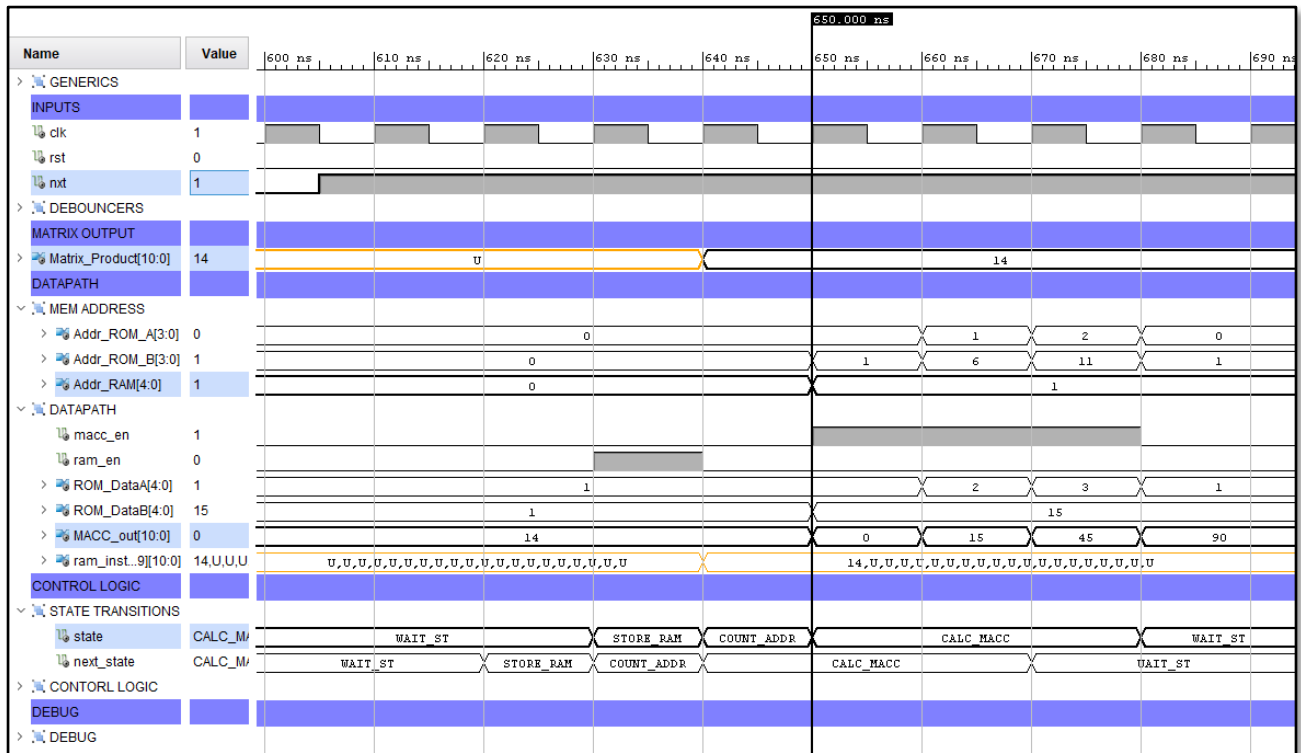 650.000 ns
Name Value 600 ns 610 ns 620 ns 630 ns 640 ns 650 ns 660 ns 670 ns 680 ns 690 ns
GENERICS
INPUTS
clk 1
rst 0
nxt 1
DEBOUNCERS
MATRIX OUTPUT
Matrix_Product[10:0] 14 U 14
DATAPATH
MEM ADDRESS
Addr_ROM_A[3:0] 0 0 1 2 0
Addr_ROM_B[3:0] 1 0 1 6 11 1
Addr_RAM[4:0] 1 0 1
DATAPATH
macc_en 1
ram_en 0
ROM_DataA[4:0] 1 1 2 3 1
ROM_DataB[4:0] 15 1 15
MACC_out[10:0] 0 14 0 15 45 90
ram_inst...9][10:0] 14,U,U,U U,U,U,U,U,U,U,U,U,U,U,U,U,U,U,U,U,U,U,U 14,U,U,U,U,U,U,U,U,U,U,U,U,U,U,U,U,U,U,U
CONTROL LOGIC
STATE TRANSITIONS
state CALC_MA WAIT_ST STORE_RAM COUNT_ADDR CALC_MACC WAIT_ST
next_state CALC_MA WAIT_ST STORE_RAM COUNT_ADDR CALC_MACC WAIT_ST
CONTORL LOGIC
DEBUG
DEBUG